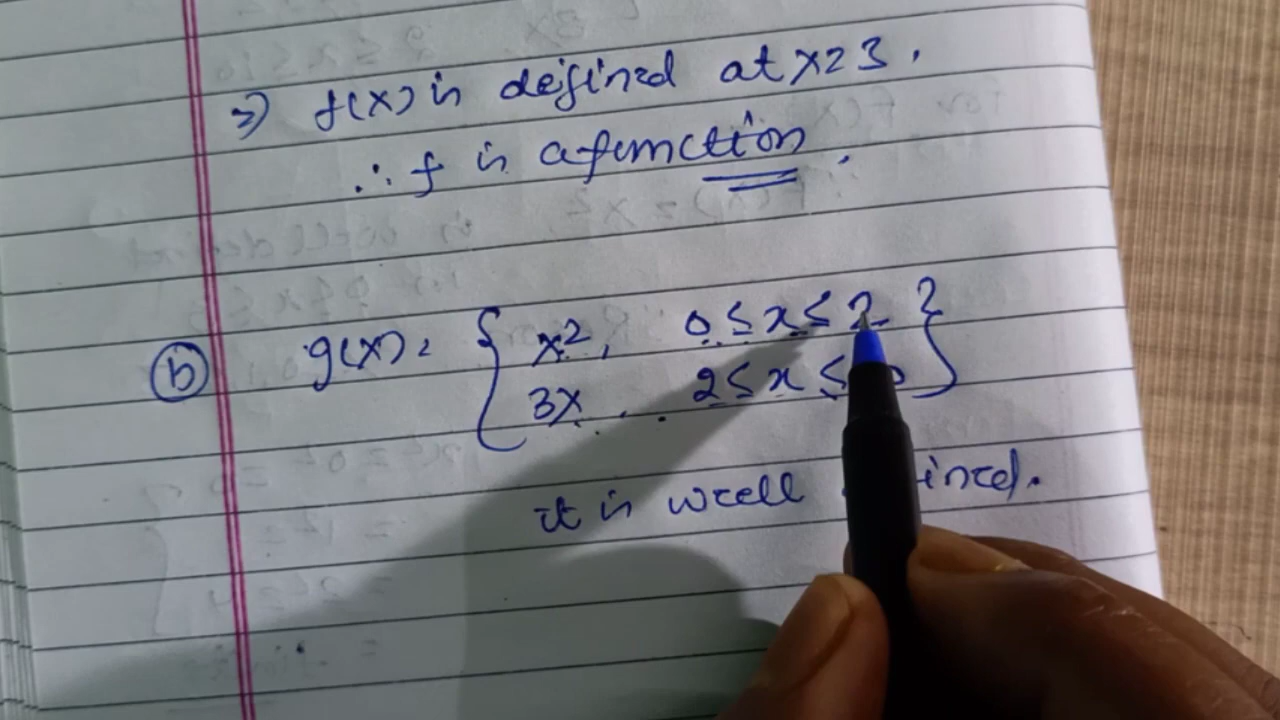 ⇒ f(x) is defined at x=3.
∴ f is a function.
(b) g(x) = { x², 0 ≤ x ≤ 2 }
3x, 2 ≤ x ≤
it is well